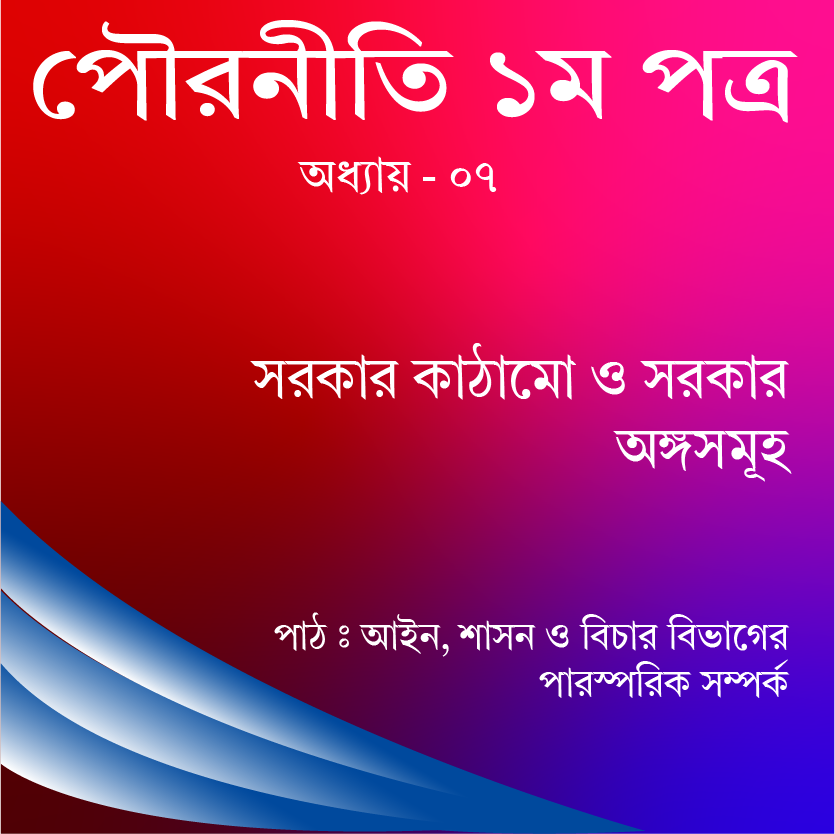 পৌরনীতি ১ম পত্র
অধ্যায় - ০৭
সরকার কাঠামো ও সরকার
অঙ্গসমূহ
পাঠ ঃ আইন, শাসন ও বিচার বিভাগের
পারস্পরিক সম্পর্ক